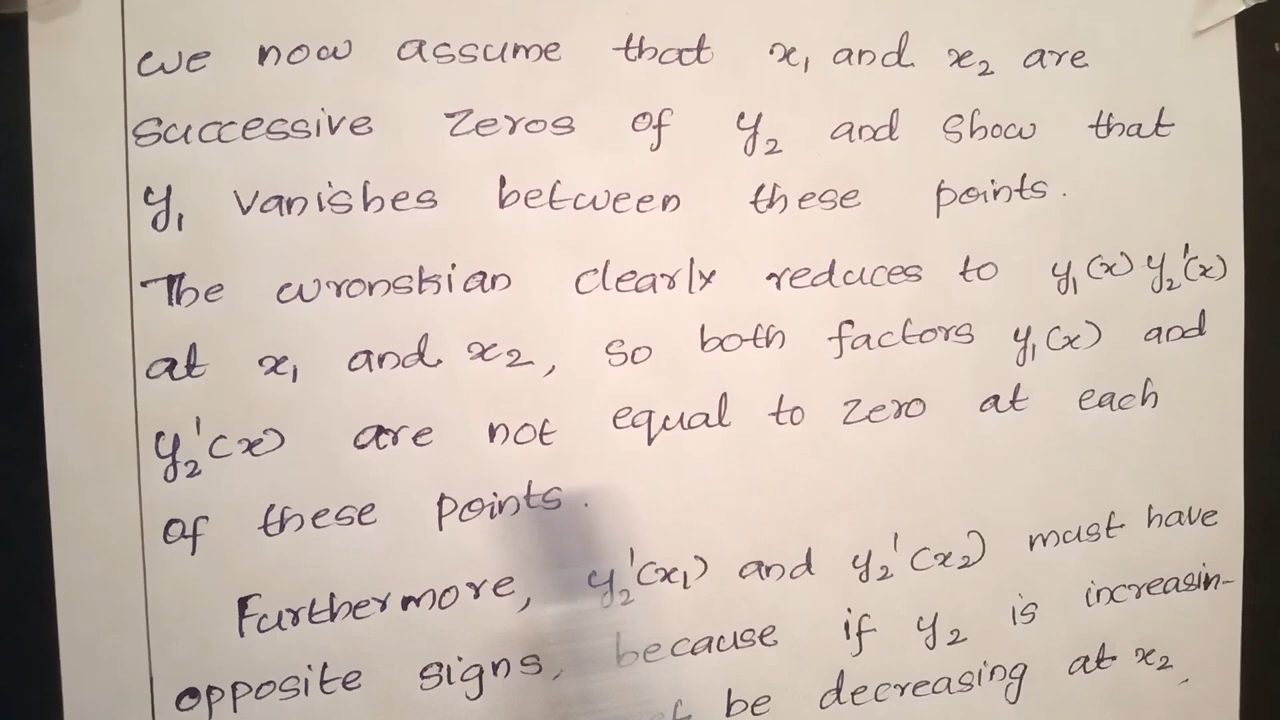 we now assume that x₁ and x₂ are
successive zeros of y₂ and show that
y₁ vanishes between these points.
The wronskian clearly reduces to y₁(x) y₂'(x)
at x₁ and x₂, so both factors y₁(x) and
y₂'(x) are not equal to zero at each
of these points.
Furthermore, y₂'(x₁) and y₂'(x₂) must have
opposite signs, because if y₂ is increasin-
be decreasing at x₂